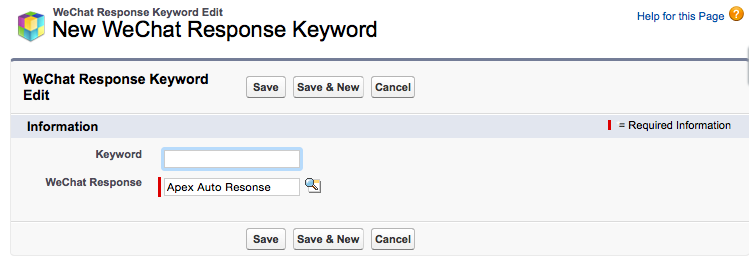 WeChat Response Keyword Edit
New WeChat Response Keyword
Help for this Page ?
WeChat Response Keyword
Edit
Save Save & New Cancel
Information
= Required Information
Keyword
WeChat Response Apex Auto Resonse
Save Save & New Cancel